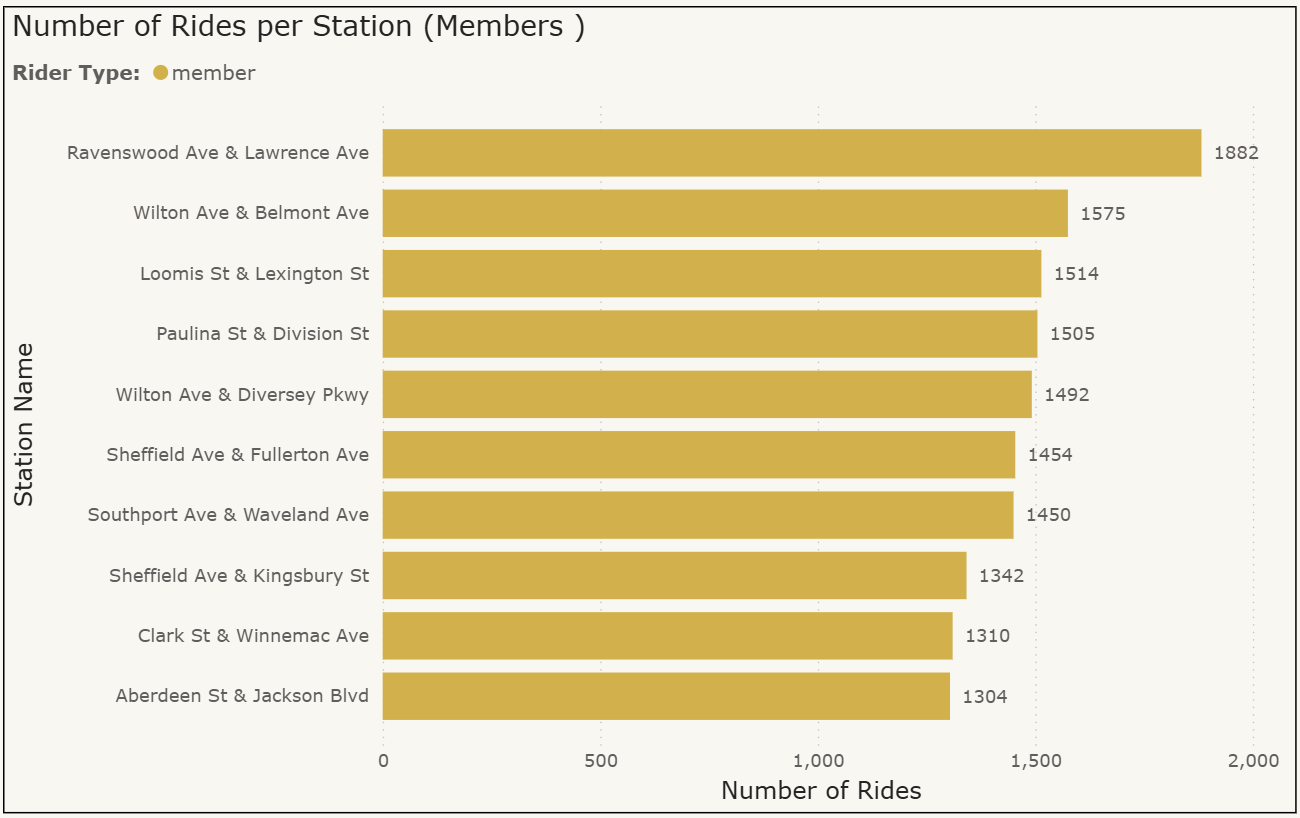 Number of Rides per Station (Members )
Rider Type: member
Station Name
Ravenswood Ave & Lawrence Ave 1882
Wilton Ave & Belmont Ave 1575
Loomis St & Lexington St 1514
Paulina St & Division St 1505
Wilton Ave & Diversey Pkwy 1492
Sheffield Ave & Fullerton Ave 1454
Southport Ave & Waveland Ave 1450
Sheffield Ave & Kingsbury St 1342
Clark St & Winnemac Ave 1310
Aberdeen St & Jackson Blvd 1304
0 500 1,000 1,500 2,000
Number of Rides